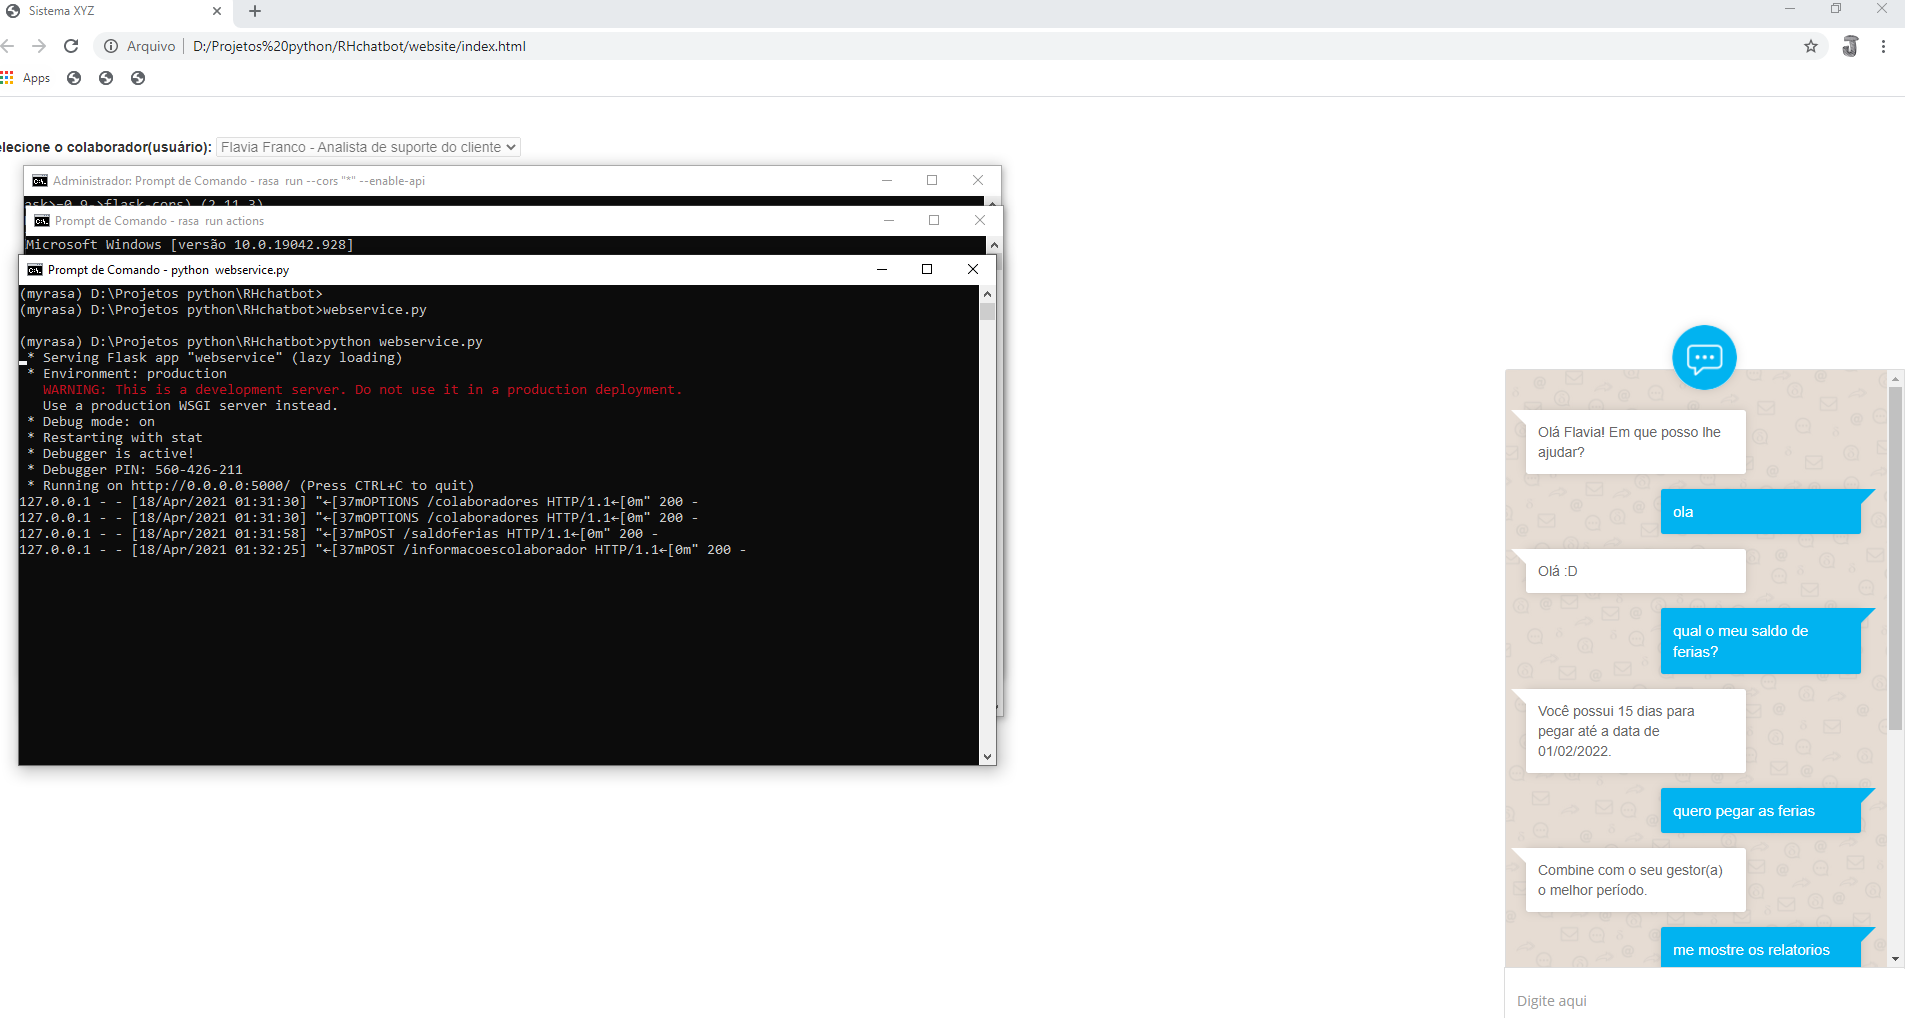 Sistema XYZ
Arquivo | D:/Projetos%20python/RHchatbot/website/index.html
Apps
elecione o colaborador(usuário): Flavia Franco - Analista de suporte do cliente
Administrador: Prompt de Comando - rasa  run --cors "*" --enable-api
ask>=0.9->flask-cors) (2.11.3)
Prompt de Comando - rasa  run actions
Microsoft Windows [versão 10.0.19042.928]
Prompt de Comando - python  webservice.py
(myrasa) D:\Projetos python\RHchatbot>
(myrasa) D:\Projetos python\RHchatbot>webservice.py
(myrasa) D:\Projetos python\RHchatbot>python webservice.py
 * Serving Flask app "webservice" (lazy loading)
 * Environment: production
   WARNING: This is a development server. Do not use it in a production deployment.
   Use a production WSGI server instead.
 * Debug mode: on
 * Restarting with stat
 * Debugger is active!
 * Debugger PIN: 560-426-211
 * Running on http://0.0.0.0:5000/ (Press CTRL+C to quit)
127.0.0.1 - - [18/Apr/2021 01:31:30] "←[37mOPTIONS /colaboradores HTTP/1.1←[0m" 200 -
127.0.0.1 - - [18/Apr/2021 01:31:30] "←[37mOPTIONS /colaboradores HTTP/1.1←[0m" 200 -
127.0.0.1 - - [18/Apr/2021 01:31:58] "←[37mPOST /saldoferias HTTP/1.1←[0m" 200 -
127.0.0.1 - - [18/Apr/2021 01:32:25] "←[37mPOST /informacoescolaborador HTTP/1.1←[0m" 200 -
Olá Flavia! Em que posso lhe
ajudar?
ola
Olá :D
qual o meu saldo de
ferias?
Você possui 15 dias para
pegar até a data de
01/02/2022.
quero pegar as ferias
Combine com o seu gestor(a)
o melhor período.
me mostre os relatorios
Digite aqui